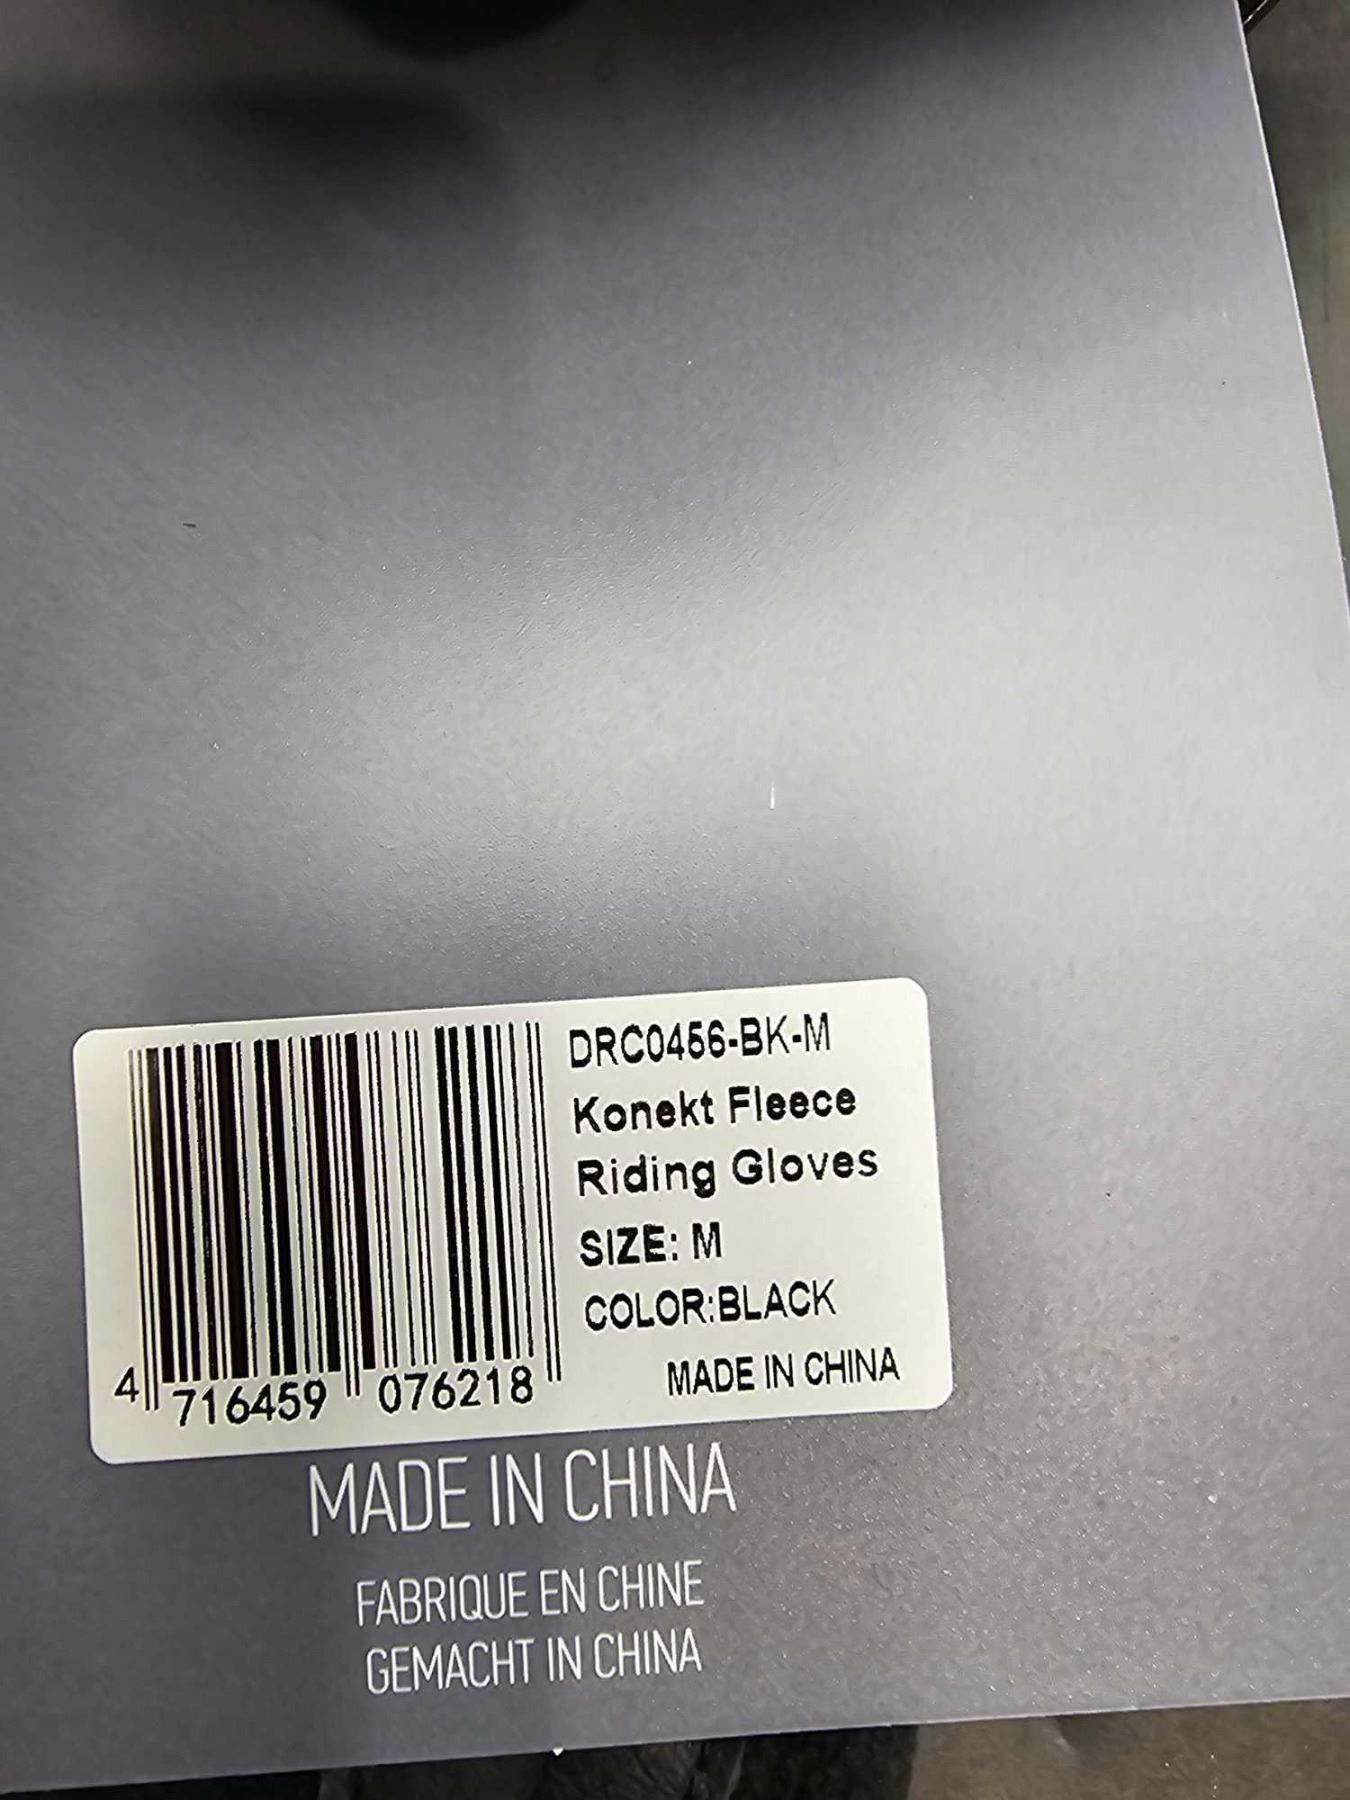 DRC0456-BK-M
Konekt Fleece
Riding Gloves
SIZE: M
COLOR:BLACK
MADE IN CHINA
4 716459 076218
MADE IN CHINA
FABRIQUE EN CHINE
GEMACHT IN CHINA